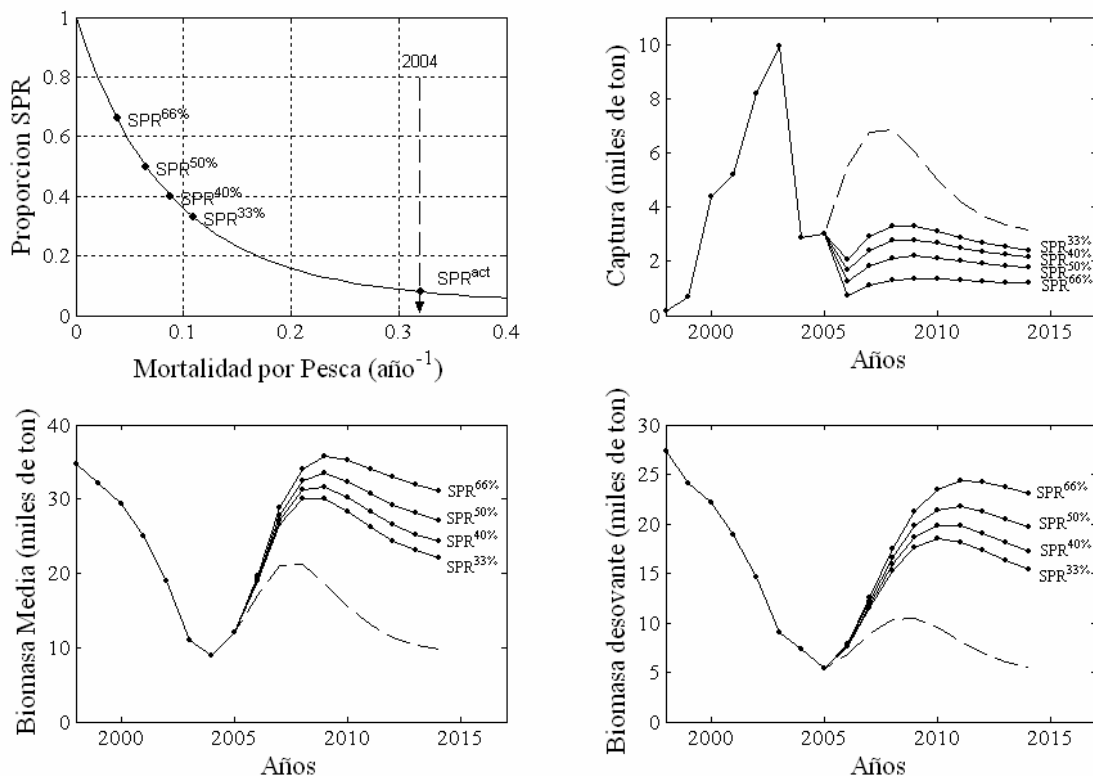 Proporcion SPR
1
0.8
0.6
0.4
0.2
0
2004
SPR66%
SPR50%
SPR40%
SPR33%
SPRact
0 0.1 0.2 0.3 0.4
Mortalidad por Pesca (año-1)
Captura (miles de ton)
10
8
6
4
2
0
SPR33%
SPR40%
SPR50%
SPR66%
2000 2005 2010 2015
Años
Biomasa Media (miles de ton)
40
30
20
10
0
SPR66%
SPR50%
SPR40%
SPR33%
2000 2005 2010 2015
Años
Biomasa desovante (miles de ton)
30
25
20
15
10
5
0
SPR66%
SPR50%
SPR40%
SPR33%
2000 2005 2010 2015
Años